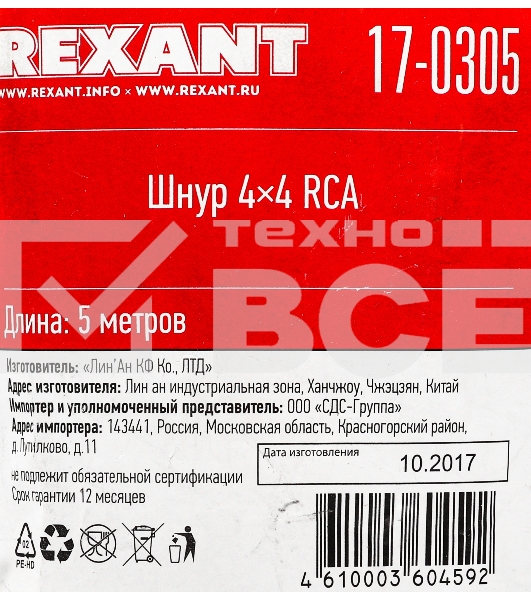 REXANT
17-0305
WWW.REXANT.INFO × WWW.REXANT.RU
Шнур 4×4 RCA
ТЕХНО
ВСЕ
Длина: 5 метров
Изготовитель: «Лин'Ан КФ Ко., ЛТД»
Адрес изготовителя: Лин ан индустриальная зона, Ханчжоу, Чжэцзян, Китай
Импортер и уполномоченный представитель: ООО «СДС-Группа»
Адрес импортера: 143441, Россия, Московская область, Красногорский район,
д.Путилково, д.11
Дата изготовления
10.2017
не подлежит обязательной сертификации
Срок гарантии 12 месяцев
02
PE-HD
4 610003 604592